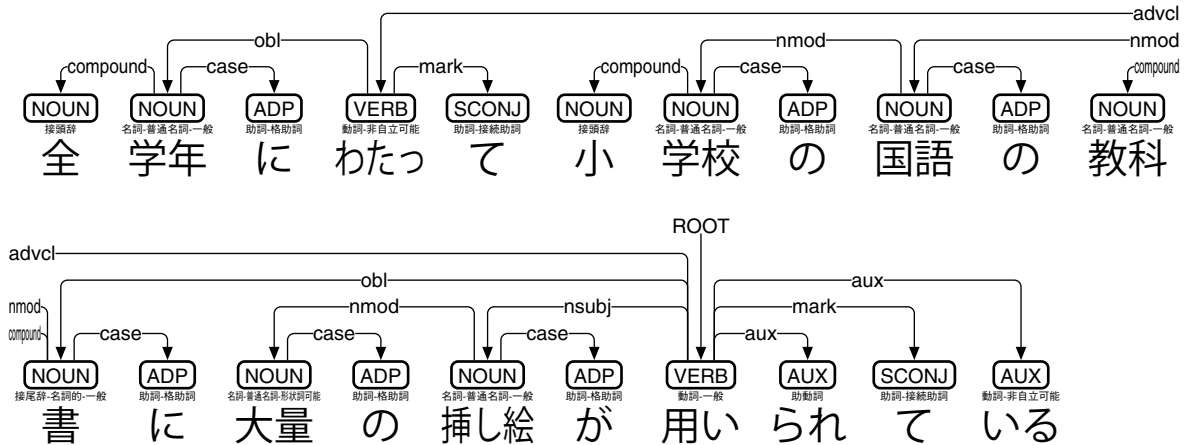 advcl
obl nmod nmod
compound case mark compound case case compound
NOUN NOUN ADP VERB SCONJ NOUN NOUN ADP NOUN ADP NOUN
接頭辞 名詞-普通名詞-一般 助詞-格助詞 動詞-非自立可能 助詞-接続助詞 接頭辞 名詞-普通名詞-一般 助詞-格助詞 名詞-普通名詞-一般 助詞-格助詞 名詞-普通名詞-一般
全 学年 に わたっ て 小 学校 の 国語 の 教科
ROOT
advcl
obl aux
nmod nmod nsubj mark
compound case case case aux
NOUN ADP NOUN ADP NOUN ADP VERB AUX SCONJ AUX
接尾辞-名詞的-一般 助詞-格助詞 名詞-普通名詞-形状詞可能 助詞-格助詞 名詞-普通名詞-一般 助詞-格助詞 動詞-一般 助動詞 助詞-接続助詞 動詞-非自立可能
書 に 大量 の 挿し絵 が 用い られ て いる